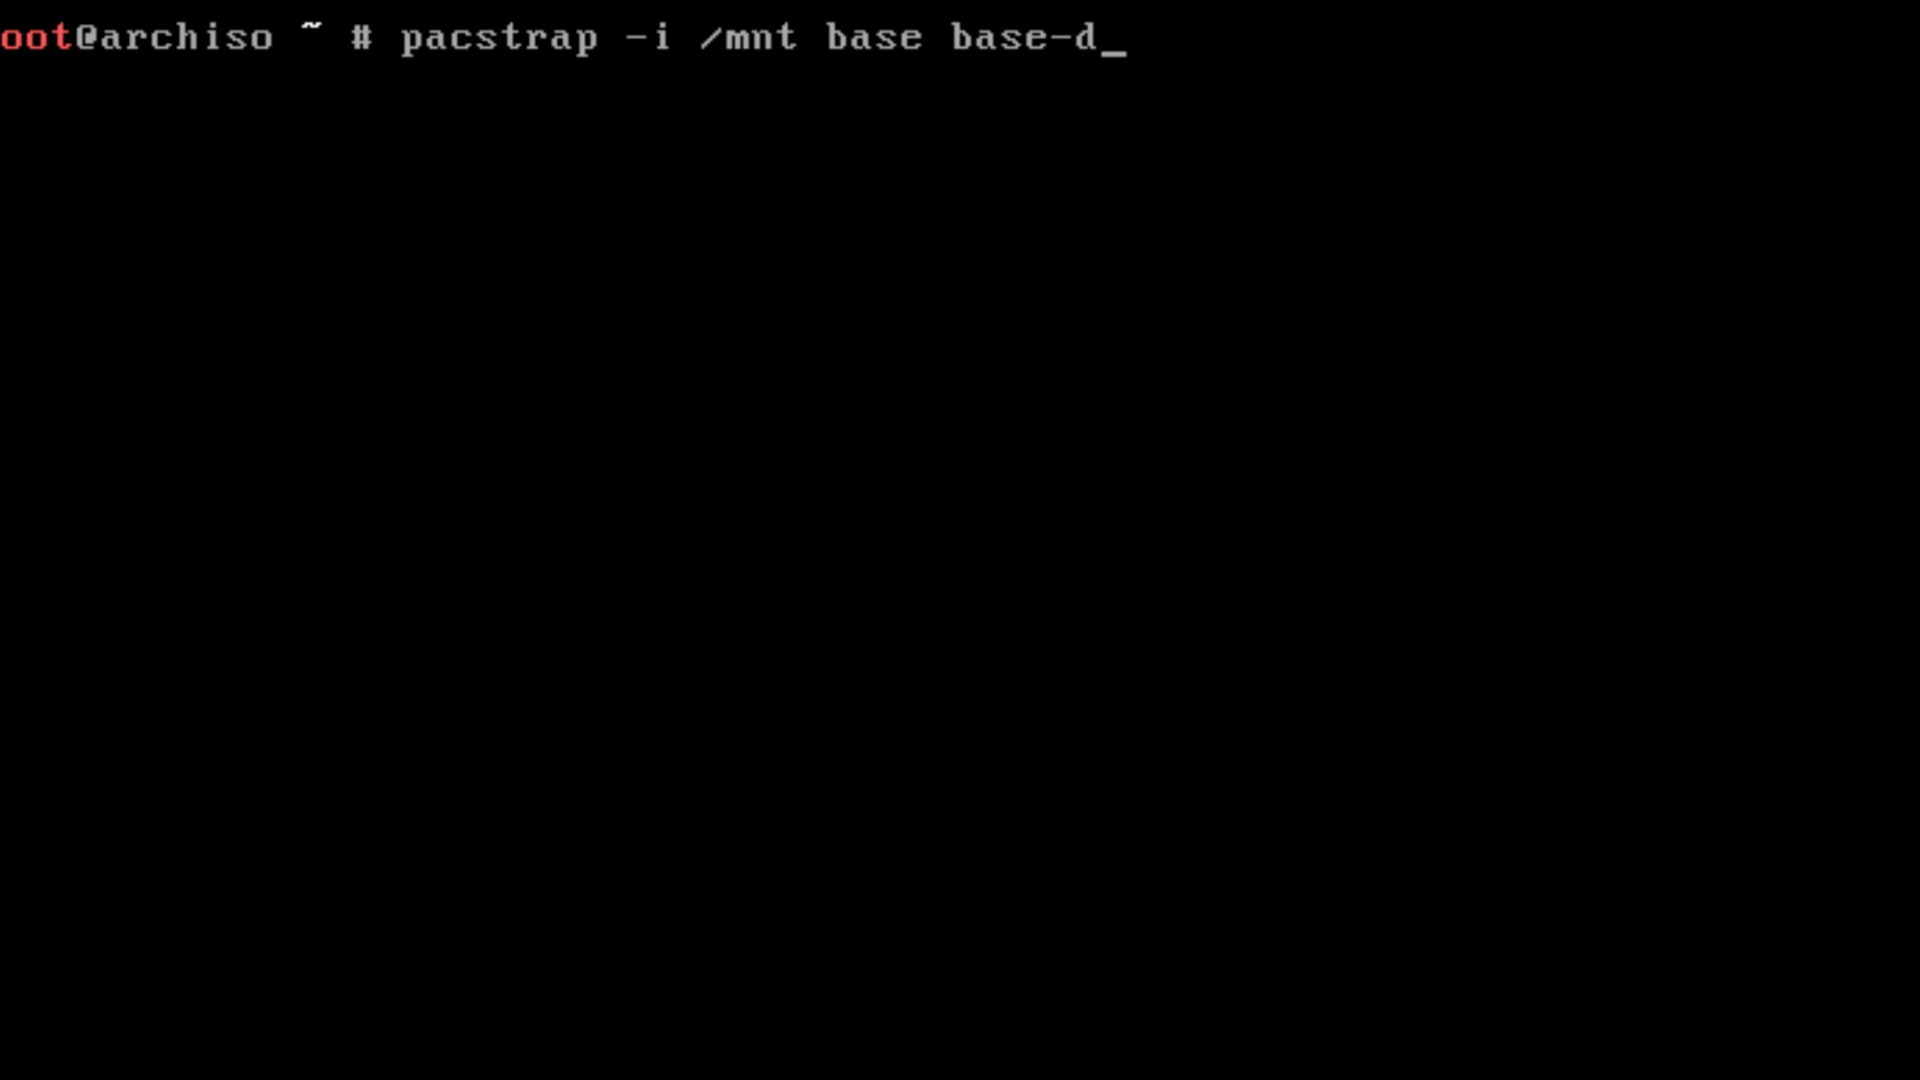 oot@archiso ~ # pacstrap -i /mnt base base-d_